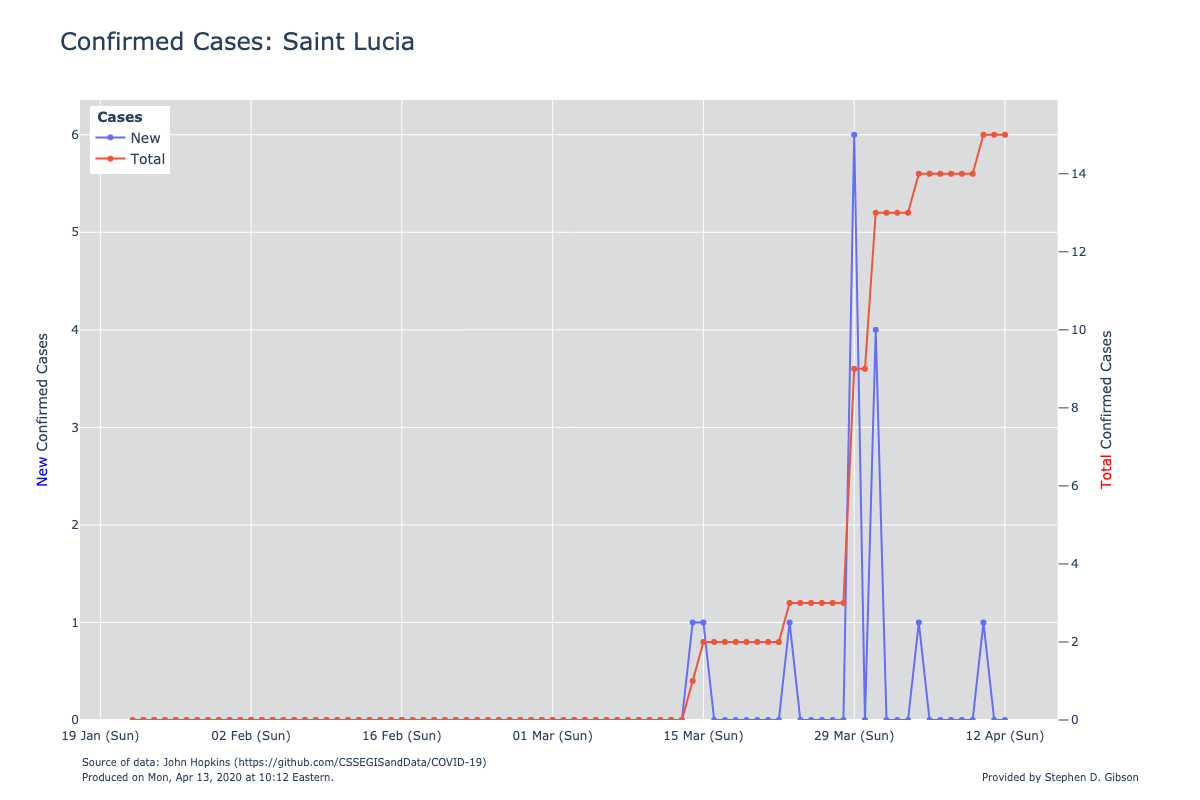 Confirmed Cases: Saint Lucia
Cases
New
Total
6
5
4
3
2
1
0
New Confirmed Cases
14
12
10
8
6
4
2
0
Total Confirmed Cases
19 Jan (Sun)
02 Feb (Sun)
16 Feb (Sun)
01 Mar (Sun)
15 Mar (Sun)
29 Mar (Sun)
12 Apr (Sun)
Source of data: John Hopkins (https://github.com/CSSEGISandData/COVID-19)
Produced on Mon, Apr 13, 2020 at 10:12 Eastern.
Provided by Stephen D. Gibson